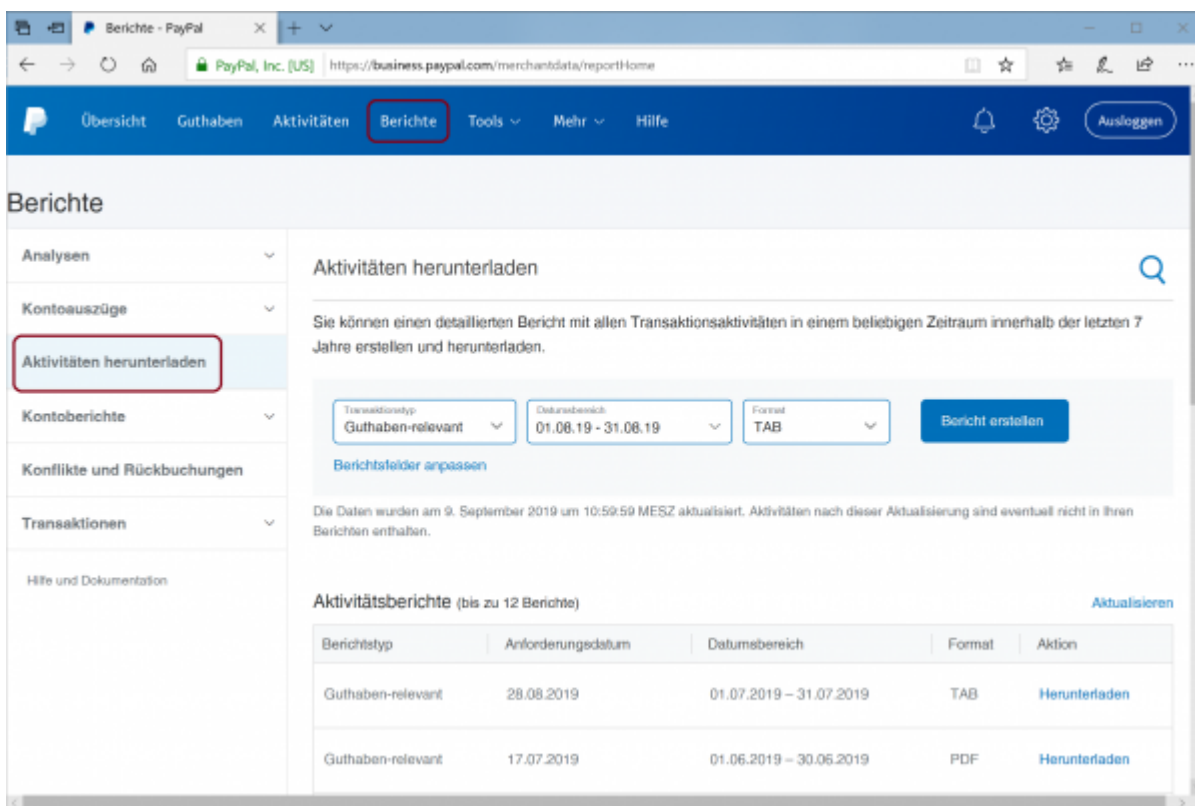 Berichte - PayPal
PayPal, Inc. [US] https://business.paypal.com/merchantdata/reportHome
Übersicht Guthaben Aktivitäten Berichte Tools Mehr Hilfe Ausloggen
Berichte
Analysen
Kontoauszüge
Aktivitäten herunterladen
Kontoberichte
Konflikte und Rückbuchungen
Transaktionen
Hilfe und Dokumentation
Aktivitäten herunterladen
Sie können einen detaillierten Bericht mit allen Transaktionsaktivitäten in einem beliebigen Zeitraum innerhalb der letzten 7
Jahre erstellen und herunterladen.
Transaktionstyp Datumsbereich Format
Guthaben-relevant 01.08.19 - 31.08.19 TAB Bericht erstellen
Berichtsfelder anpassen
Die Daten wurden am 9. September 2019 um 10:59:59 MESZ aktualisiert. Aktivitäten nach dieser Aktualisierung sind eventuell nicht in Ihren
Berichten enthalten.
Aktivitätsberichte (bis zu 12 Berichte) Aktualisieren
Berichtstyp Anforderungsdatum Datumsbereich Format Aktion
Guthaben-relevant 28.08.2019 01.07.2019 – 31.07.2019 TAB Herunterladen
Guthaben-relevant 17.07.2019 01.06.2019 – 30.06.2019 PDF Herunterladen